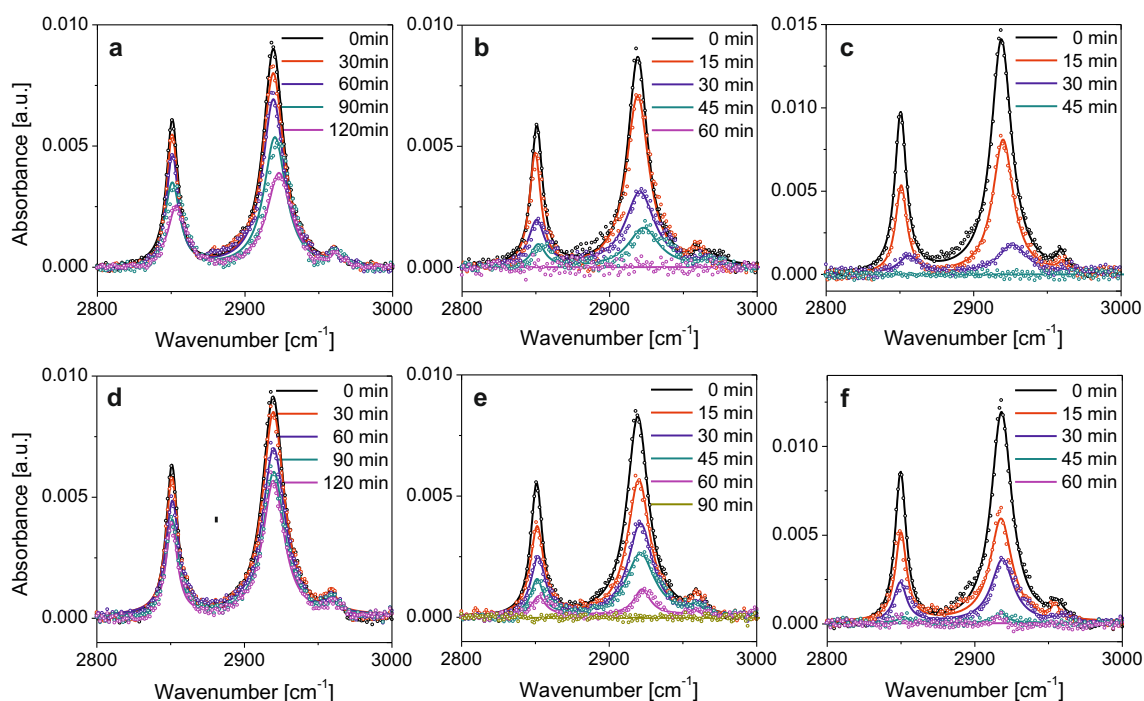 a
0min
30min
60min
90min
120min
0.010
0.005
0.000
2800
2900
3000
Wavenumber [cm⁻¹]
Absorbance [a.u.]
b
0 min
15 min
30 min
45 min
60 min
0.010
0.005
0.000
2800
2900
3000
Wavenumber [cm⁻¹]
c
0 min
15 min
30 min
45 min
0.015
0.010
0.005
0.000
2800
2900
3000
Wavenumber [cm⁻¹]
d
0 min
30 min
60 min
90 min
120 min
0.010
0.005
0.000
2800
2900
3000
Wavenumber [cm⁻¹]
Absorbance [a.u.]
e
0 min
15 min
30 min
45 min
60 min
90 min
0.010
0.005
0.000
2800
2900
3000
Wavenumber [cm⁻¹]
f
0 min
15 min
30 min
45 min
60 min
0.010
0.005
0.000
2800
2900
3000
Wavenumber [cm⁻¹]